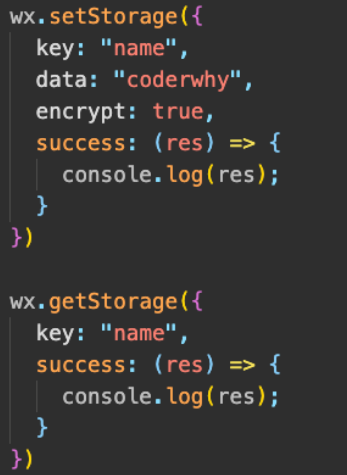 wx.setStorage({
  key: "name",
  data: "coderwhy",
  encrypt: true,
  success: (res) => {
    console.log(res);
  }
})

wx.getStorage({
  key: "name",
  success: (res) => {
    console.log(res);
  }
})